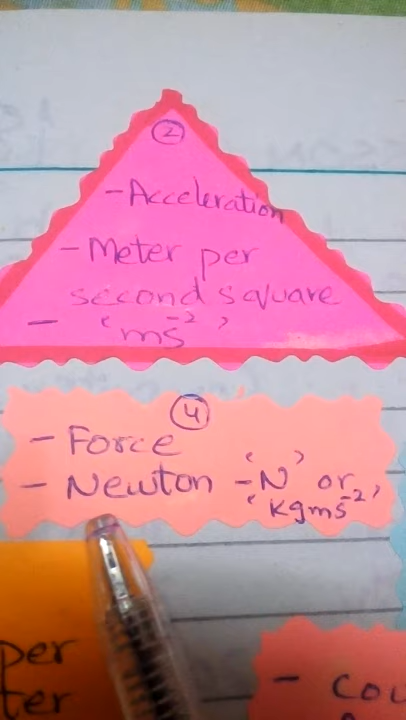 2
- Acceleration
- Meter per
second square
- 'ms⁻²'
4
- Force
- Newton - 'N' or
'kgms⁻²'
per
ter
- Cou